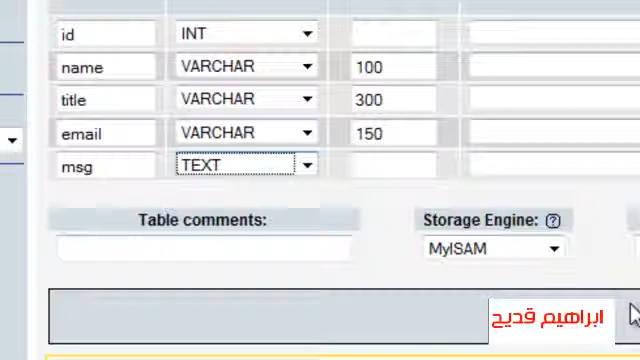 id INT
name VARCHAR 100
title VARCHAR 300
email VARCHAR 150
msg TEXT
Table comments: Storage Engine: ?
MyISAM
ابراهيم قديح